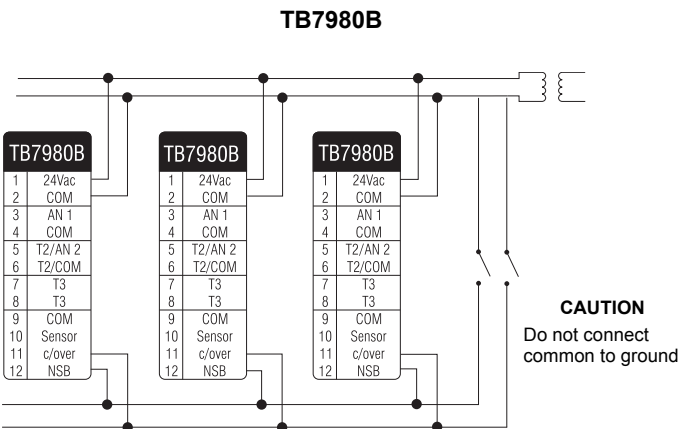 TB7980B
TB7980B
1 24Vac
2 COM
3 AN 1
4 COM
5 T2/AN 2
6 T2/COM
7 T3
8 T3
9 COM
10 Sensor
11 c/over
12 NSB
TB7980B
1 24Vac
2 COM
3 AN 1
4 COM
5 T2/AN 2
6 T2/COM
7 T3
8 T3
9 COM
10 Sensor
11 c/over
12 NSB
TB7980B
1 24Vac
2 COM
3 AN 1
4 COM
5 T2/AN 2
6 T2/COM
7 T3
8 T3
9 COM
10 Sensor
11 c/over
12 NSB
CAUTION
Do not connect
common to ground